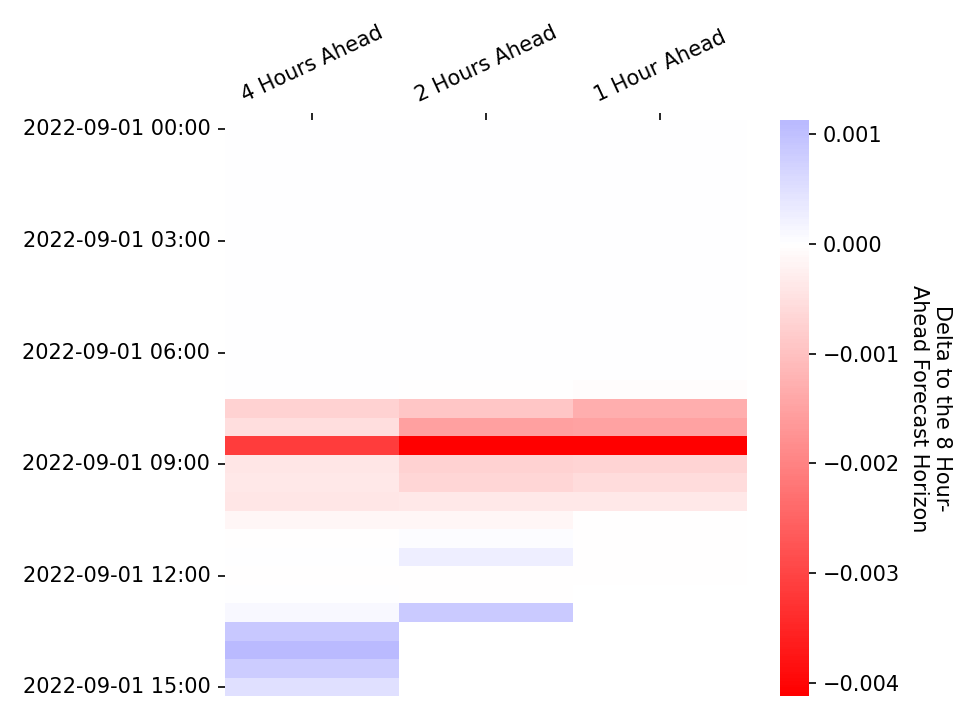 4 Hours Ahead
2 Hours Ahead
1 Hour Ahead
2022-09-01 00:00
2022-09-01 03:00
2022-09-01 06:00
2022-09-01 09:00
2022-09-01 12:00
2022-09-01 15:00
0.001
0.000
−0.001
−0.002
−0.003
−0.004
Delta to the 8 Hour-
Ahead Forecast Horizon